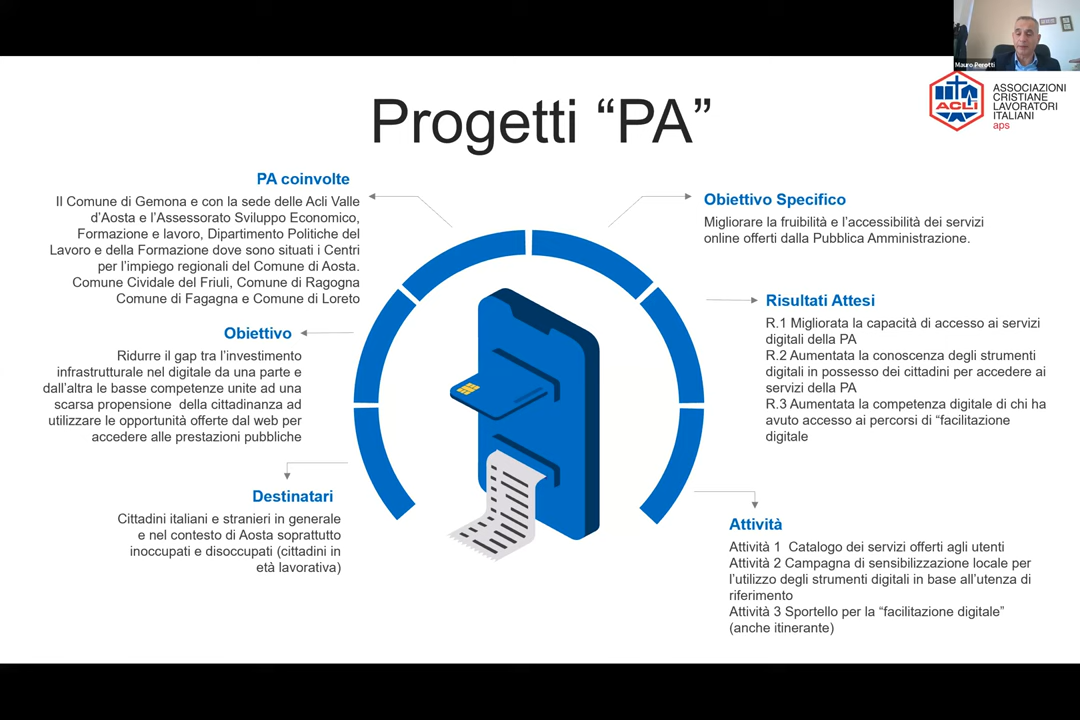 Mauro Perotti
ACLI
ASSOCIAZIONI
CRISTIANE
LAVORATORI
ITALIANI
aps
Progetti “PA”
PA coinvolte
Il Comune di Gemona e con la sede delle Acli Valle
d’Aosta e l’Assessorato Sviluppo Economico,
Formazione e lavoro, Dipartimento Politiche del
Lavoro e della Formazione dove sono situati i Centri
per l’impiego regionali del Comune di Aosta.
Comune Cividale del Friuli, Comune di Ragogna
Comune di Fagagna e Comune di Loreto
Obiettivo
Ridurre il gap tra l’investimento
infrastrutturale nel digitale da una parte e
dall’altra le basse competenze unite ad una
scarsa propensione della cittadinanza ad
utilizzare le opportunità offerte dal web per
accedere alle prestazioni pubbliche
Destinatari
Cittadini italiani e stranieri in generale
e nel contesto di Aosta soprattutto
inoccupati e disoccupati (cittadini in
età lavorativa)
Obiettivo Specifico
Migliorare la fruibilità e l’accessibilità dei servizi
online offerti dalla Pubblica Amministrazione.
Risultati Attesi
R.1 Migliorata la capacità di accesso ai servizi
digitali della PA
R.2 Aumentata la conoscenza degli strumenti
digitali in possesso dei cittadini per accedere ai
servizi della PA
R.3 Aumentata la competenza digitale di chi ha
avuto accesso ai percorsi di “facilitazione
digitale
Attività
Attività 1 Catalogo dei servizi offerti agli utenti
Attività 2 Campagna di sensibilizzazione locale per
l’utilizzo degli strumenti digitali in base all’utenza di
riferimento
Attività 3 Sportello per la “facilitazione digitale”
(anche itinerante)